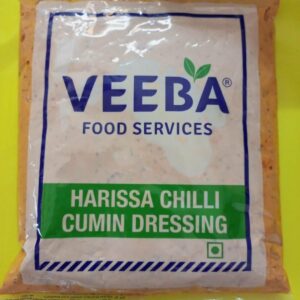 VEEBA®
FOOD SERVICES
HARISSA CHILLI
CUMIN DRESSING